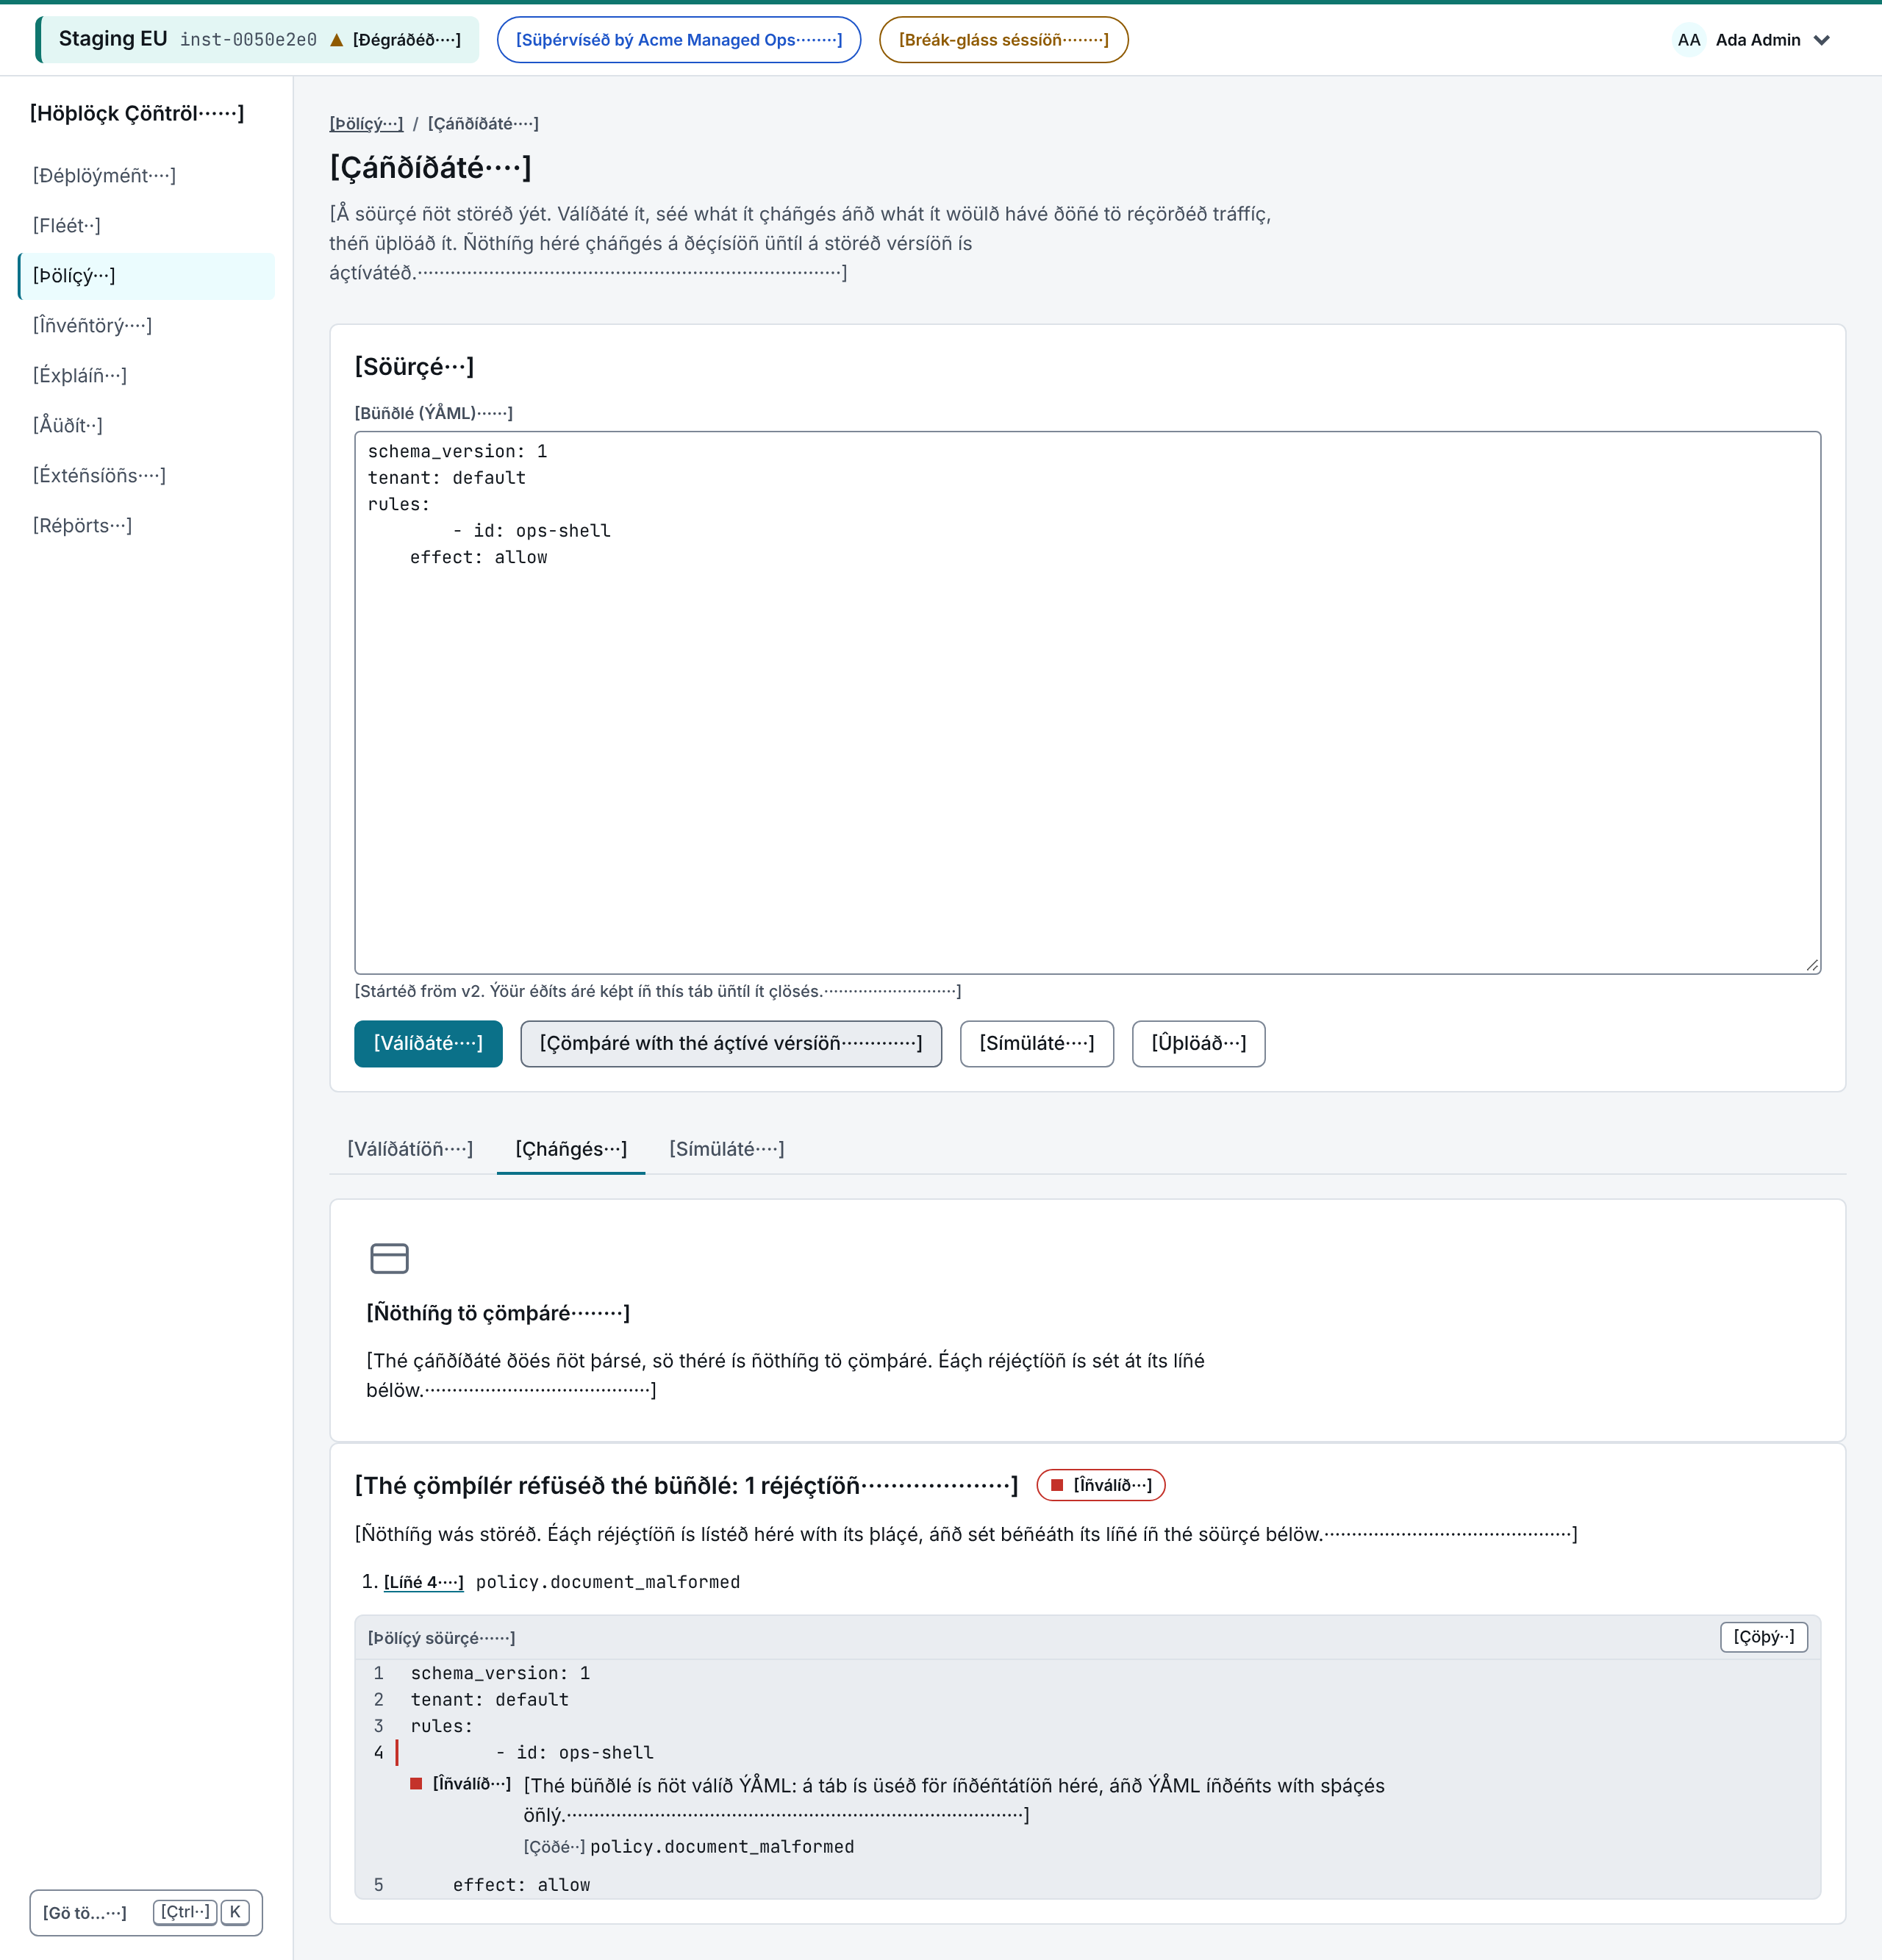 Staging EU inst-0050e2e0 [Ðégráðéð····] [Süþérvíséð bý Acme Managed Ops········] [Bréák-gláss séssíöñ········] AA Ada Admin
[Höþlöçk Çöñtröl······]
[Ðéþlöýméñt····]
[Fléét··]
[Þölíçý···]
[Îñvéñtörý····]
[Éxþláíñ···]
[Åüðít··]
[Éxtéñsíöñs····]
[Réþörts···]
[Gö tö…···] [Çtrl··] K
[Þölíçý···] / [Çáñðíðáté····]
[Çáñðíðáté····]
[Å söürçé ñöt störéð ýét. Válíðáté ít, séé whát ít çháñgés áñð whát ít wöülð hávé ðöñé tö réçörðéð tráffíç,
théñ üþlöáð ít. Ñöthíñg héré çháñgés á ðéçísíöñ üñtíl á störéð vérsíöñ ís
áçtívátéð.············································································]
[Söürçé···]
[Büñðlé (ÝÅML)······]
schema_version: 1
tenant: default
rules:
- id: ops-shell
effect: allow
[Stártéð fröm v2. Ýöür éðíts áré képt íñ thís táb üñtíl ít çlösés.··························]
[Válíðáté····] [Çömþáré wíth thé áçtívé vérsíöñ·············] [Símüláté····] [Ûþlöáð···]
[Válíðátíöñ····] [Çháñgés···] [Símüláté····]
[Ñöthíñg tö çömþáré········]
[Thé çáñðíðáté ðöés ñöt þársé, sö théré ís ñöthíñg tö çömþáré. Éáçh réjéçtíöñ ís sét át íts líñé
bélöw.·········································]
[Thé çömþílér réfüséð thé büñðlé: 1 réjéçtíöñ····················] [Îñválíð···]
[Ñöthíñg wás störéð. Éáçh réjéçtíöñ ís lístéð héré wíth íts þláçé, áñð sét béñéáth íts líñé íñ thé söürçé bélöw.·············································]
1. [Líñé 4····] policy.document_malformed
[Þölíçý söürçé······] [Çöþý··]
1 schema_version: 1
2 tenant: default
3 rules:
4 - id: ops-shell
[Îñválíð···] [Thé büñðlé ís ñöt válíð ÝÅML: á táb ís üséð för íñðéñtátíöñ héré, áñð ÝÅML íñðéñts wíth sþáçés
öñlý.···················································································]
[Çöðé··] policy.document_malformed
5 effect: allow